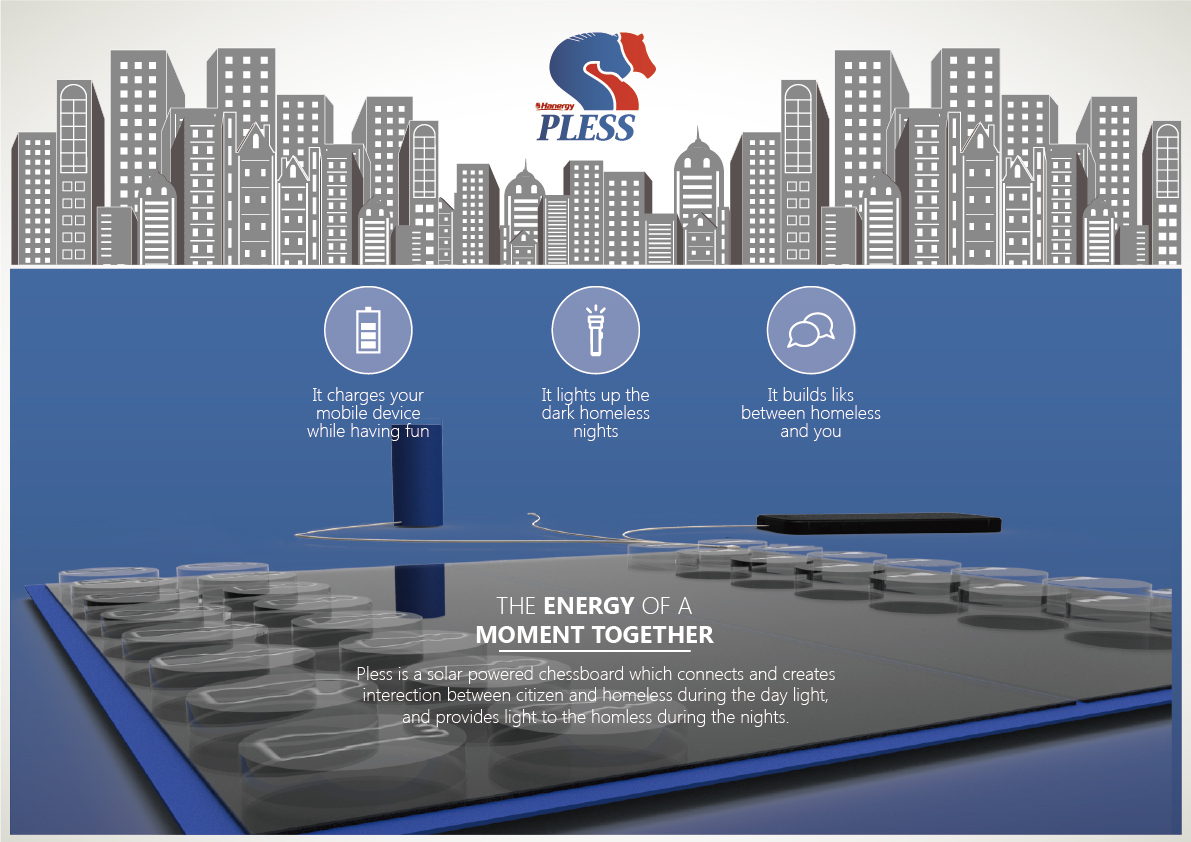 Hanergy
PLESS
It charges your
mobile device
while having fun
It lights up the
dark homeless
nights
It builds liks
between homeless
and you
THE ENERGY OF A
MOMENT TOGETHER
Pless is a solar powered chessboard which connects and creates
interection between citizen and homeless during the day light,
and provides light to the homless during the nights.